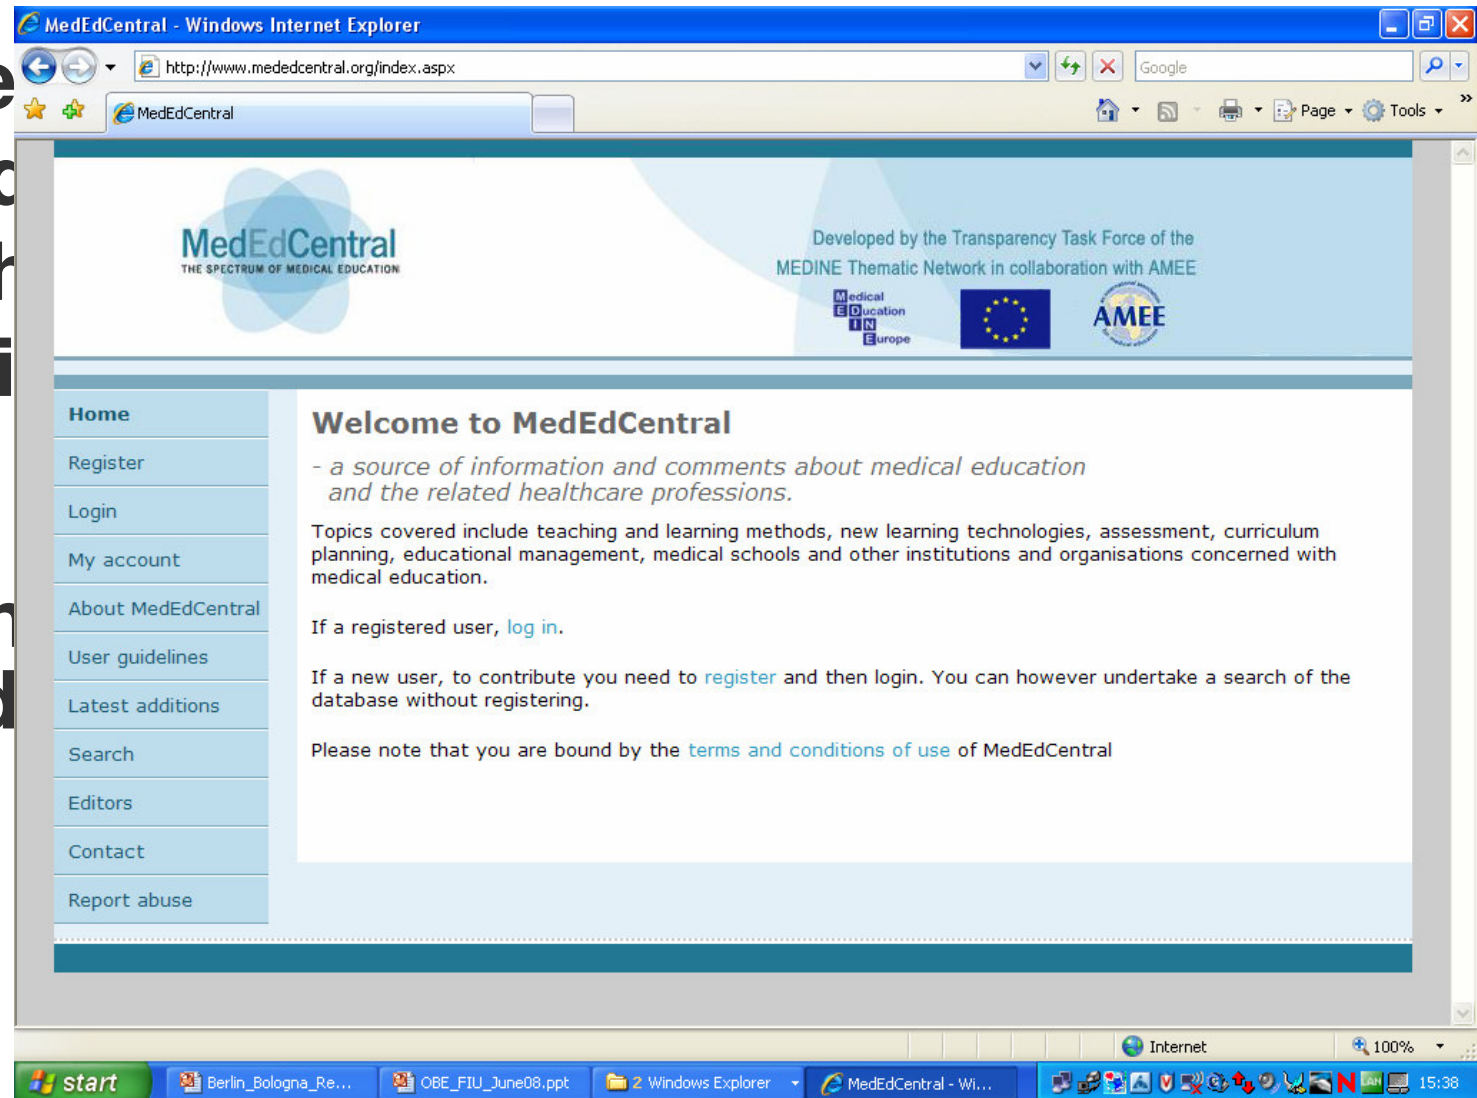 MedEdCentral - Windows Internet Explorer
http://www.mededcentral.org/index.aspx
Google
MedEdCentral
Page
Tools
MedEdCentral
THE SPECTRUM OF MEDICAL EDUCATION
Developed by the Transparency Task Force of the
MEDINE Thematic Network in collaboration with AMEE
Medical
EDucation
IN
Europe
AMEE
Home
Register
Login
My account
About MedEdCentral
User guidelines
Latest additions
Search
Editors
Contact
Report abuse
Welcome to MedEdCentral
- a source of information and comments about medical education
and the related healthcare professions.
Topics covered include teaching and learning methods, new learning technologies, assessment, curriculum
planning, educational management, medical schools and other institutions and organisations concerned with
medical education.
If a registered user, log in.
If a new user, to contribute you need to register and then login. You can however undertake a search of the
database without registering.
Please note that you are bound by the terms and conditions of use of MedEdCentral
Internet
100%
start
Berlin_Bologna_Re...
OBE_FIU_June08.ppt
2 Windows Explorer
MedEdCentral - Wi...
15:38